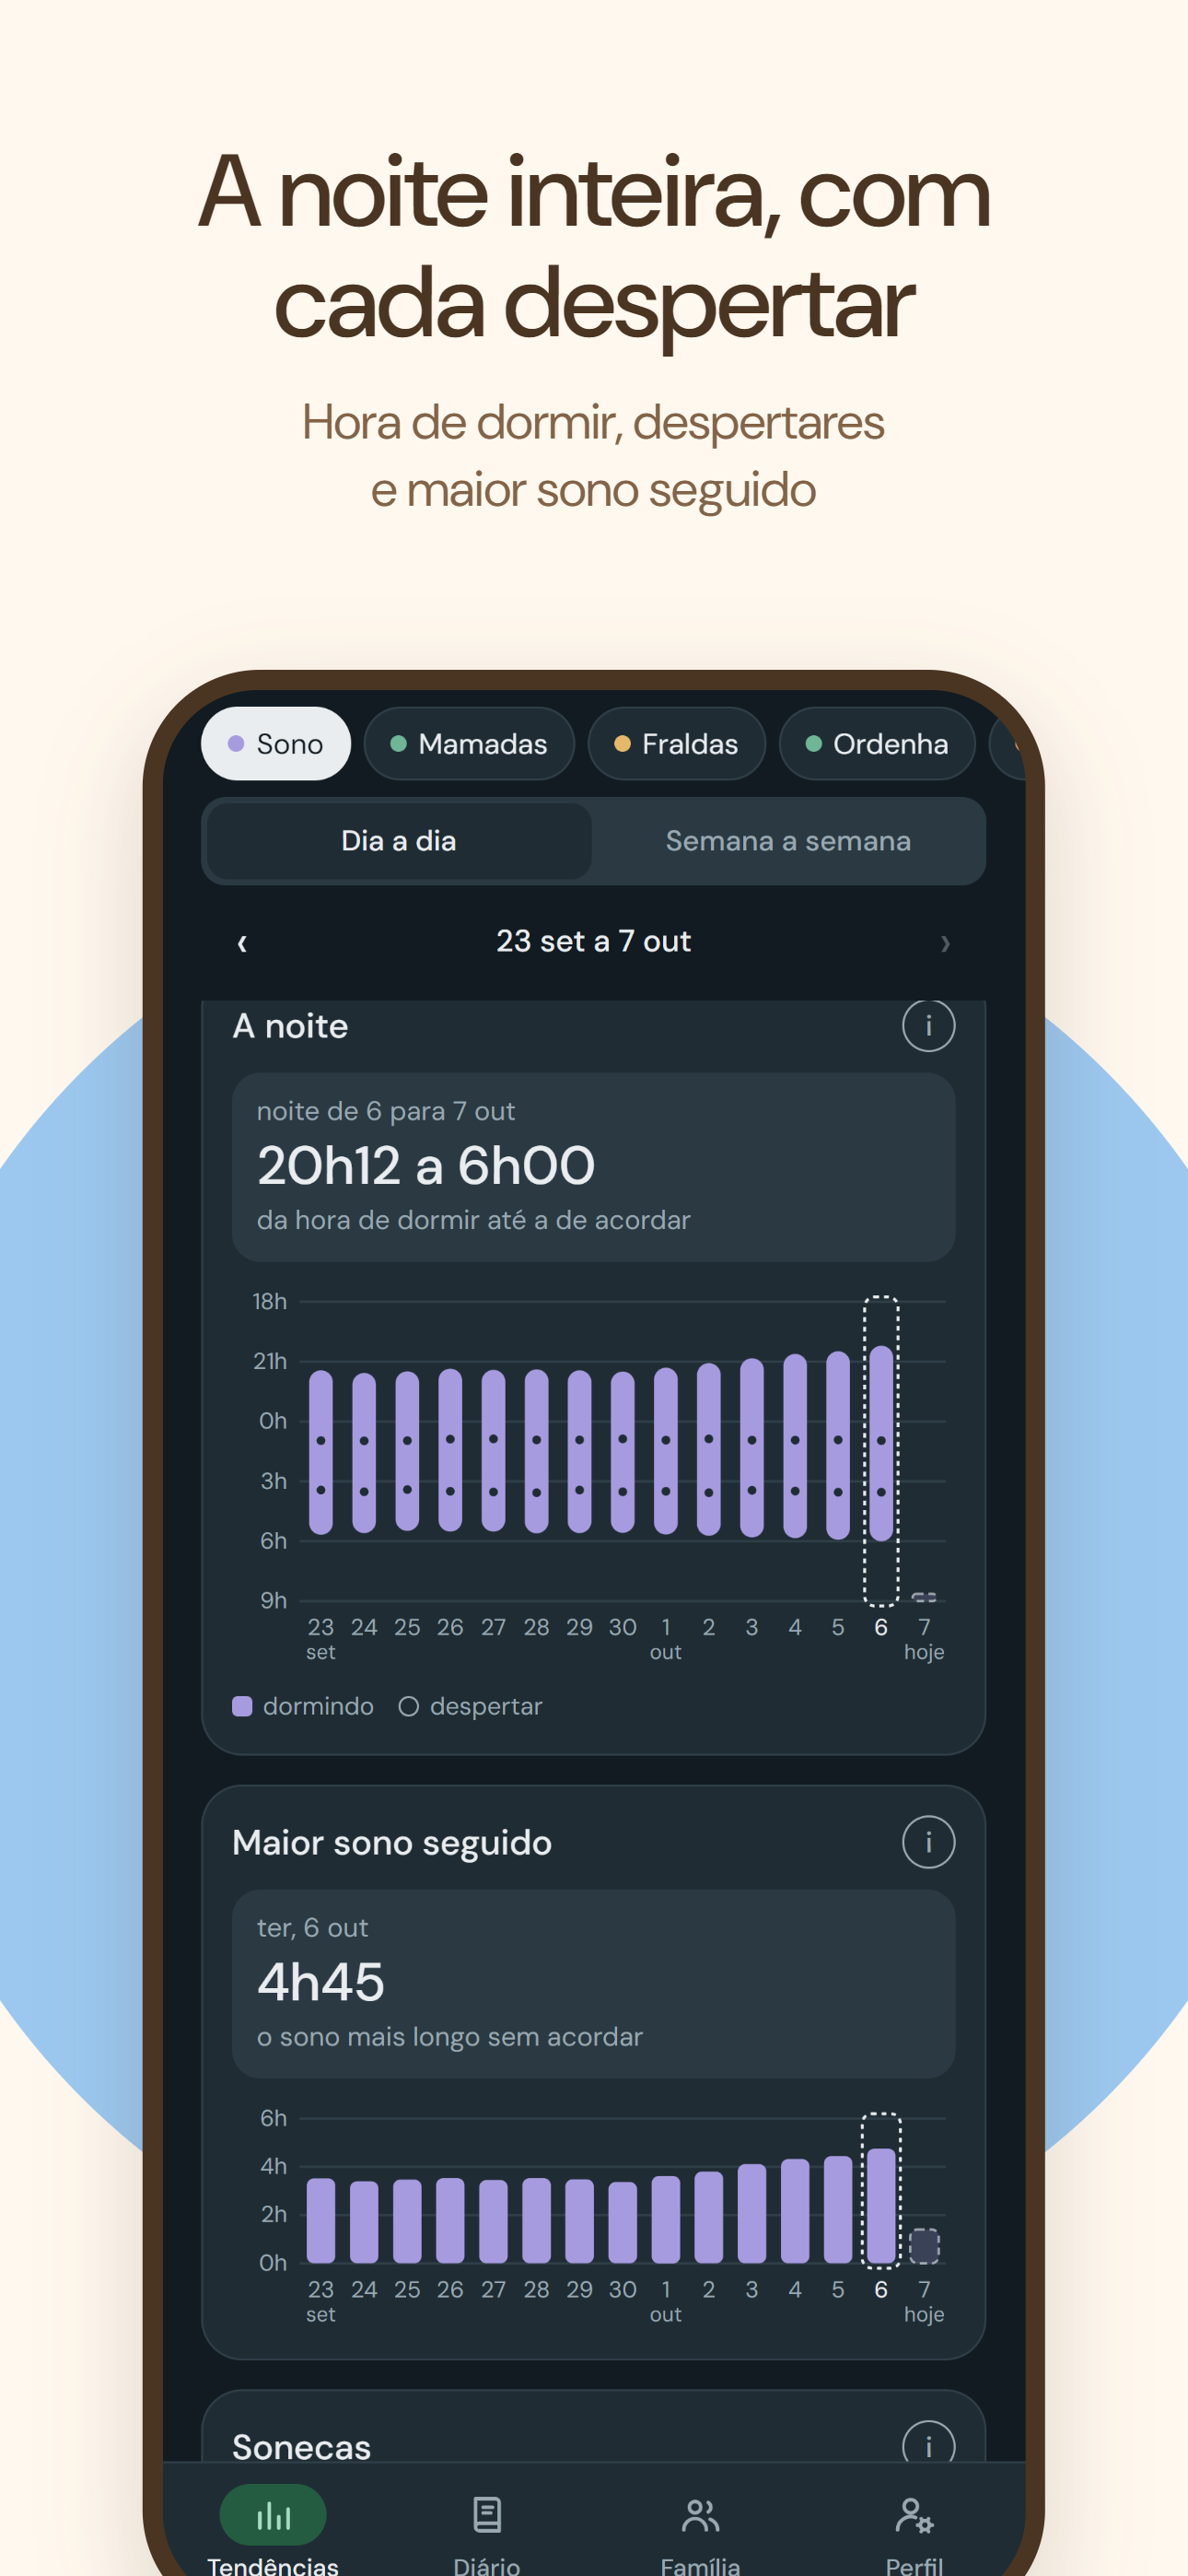 A noite inteira, com
cada despertar
Hora de dormir, despertares
e maior sono seguido
Sono Mamadas Fraldas Ordenha
Dia a dia Semana a semana
‹ 23 set a 7 out ›
A noite i
noite de 6 para 7 out
20h12 a 6h00
da hora de dormir até a de acordar
18h
21h
0h
3h
6h
9h
23 24 25 26 27 28 29 30 1 2 3 4 5 6 7
set out hoje
dormindo despertar
Maior sono seguido i
ter, 6 out
4h45
o sono mais longo sem acordar
6h
4h
2h
0h
23 24 25 26 27 28 29 30 1 2 3 4 5 6 7
set out hoje
Sonecas i
Tendências Diário Família Perfil